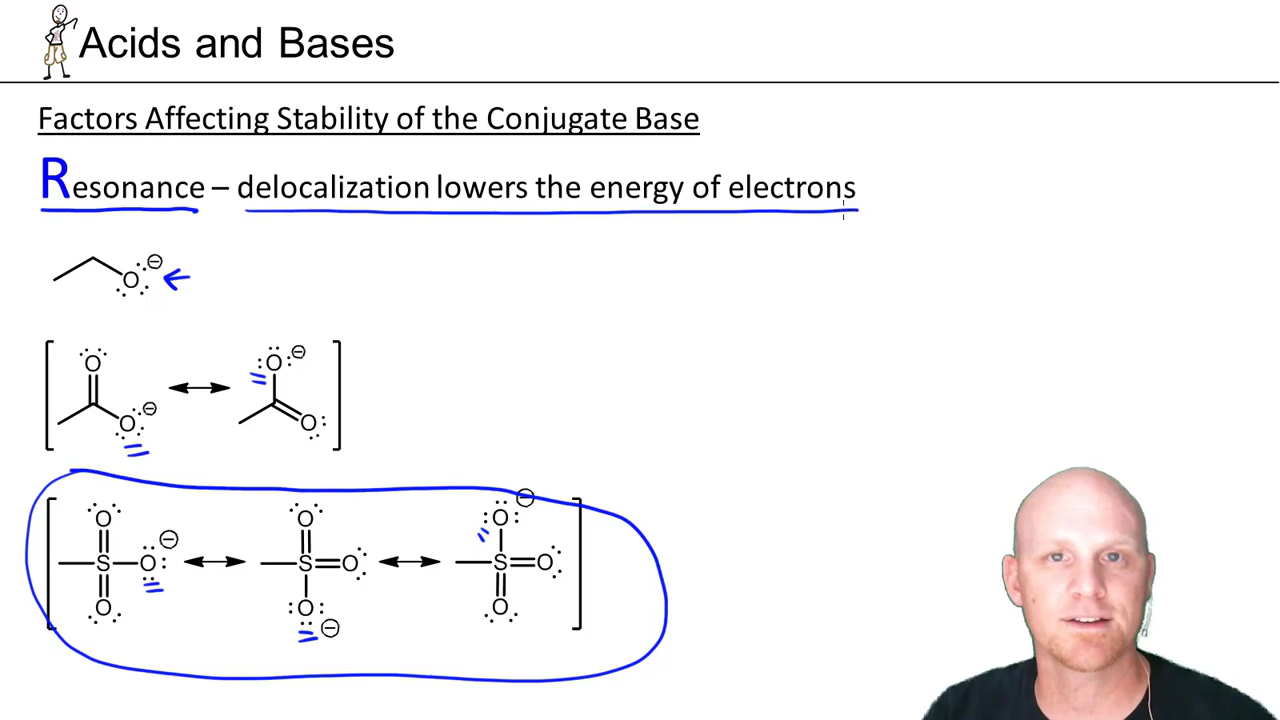 Acids and Bases
Factors Affecting Stability of the Conjugate Base
Resonance – delocalization lowers the energy of electrons
O ⊖
O O ⊖ O ⊖ O
O S O ⊖ O
O S O O ⊖
O ⊖ S O O